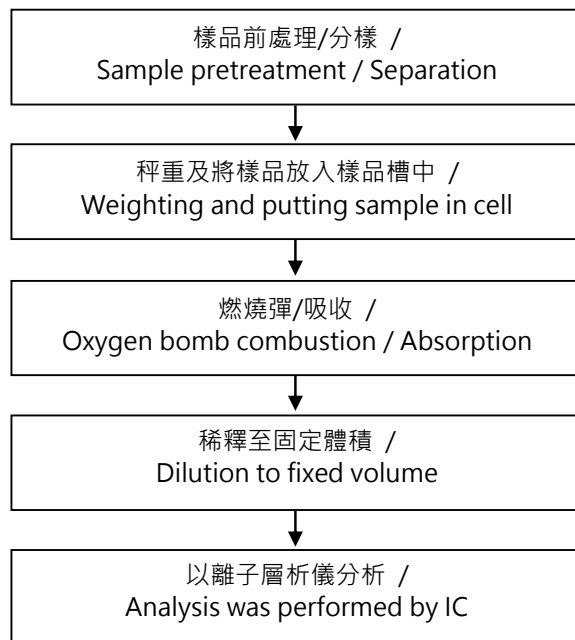 樣品前處理/分樣 /
Sample pretreatment / Separation
秤重及將樣品放入樣品槽中 /
Weighting and putting sample in cell
燃燒彈/吸收 /
Oxygen bomb combustion / Absorption
稀釋至固定體積 /
Dilution to fixed volume
以離子層析儀分析 /
Analysis was performed by IC